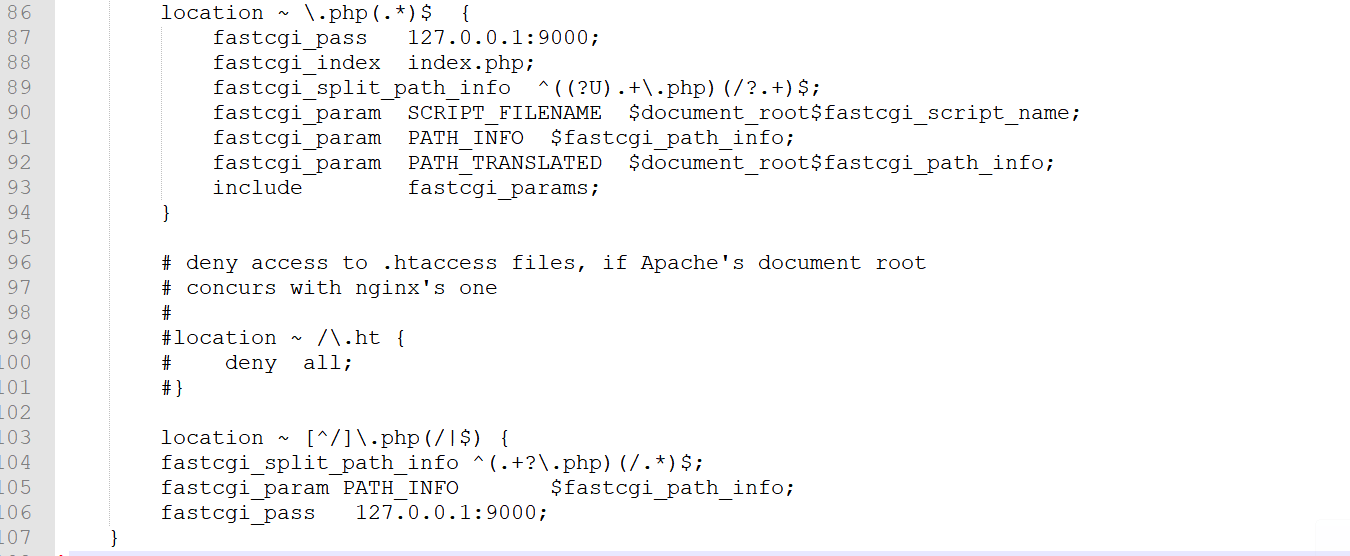 86 location ~ \.php(.*)$ {
87 fastcgi_pass 127.0.0.1:9000;
88 fastcgi_index index.php;
89 fastcgi_split_path_info ^((?U).+\.php)(/?.+)$;
90 fastcgi_param SCRIPT_FILENAME $document_root$fastcgi_script_name;
91 fastcgi_param PATH_INFO $fastcgi_path_info;
92 fastcgi_param PATH_TRANSLATED $document_root$fastcgi_path_info;
93 include fastcgi_params;
94 }
95
96 # deny access to .htaccess files, if Apache's document root
97 # concurs with nginx's one
98 #
99 #location ~ /\.ht {
100 # deny all;
101 #}
102
103 location ~ [^/]\.php(/|$) {
104 fastcgi_split_path_info ^(.+?\.php)(/.*)$;
105 fastcgi_param PATH_INFO $fastcgi_path_info;
106 fastcgi_pass 127.0.0.1:9000;
107 }